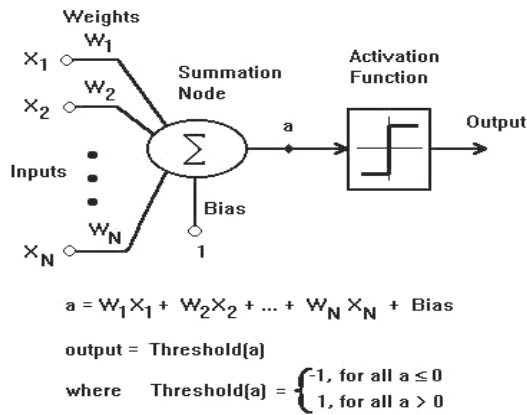 Weights
W1
X1
W2
X2
Summation
Node
Activation
Function
Σ
a
Output
Inputs
Bias
WN
XN
1
a = W1X1 + W2X2 + ... + WN XN + Bias
output = Threshold(a)
where Threshold(a) = { -1, for all a ≤ 0
1, for all a > 0